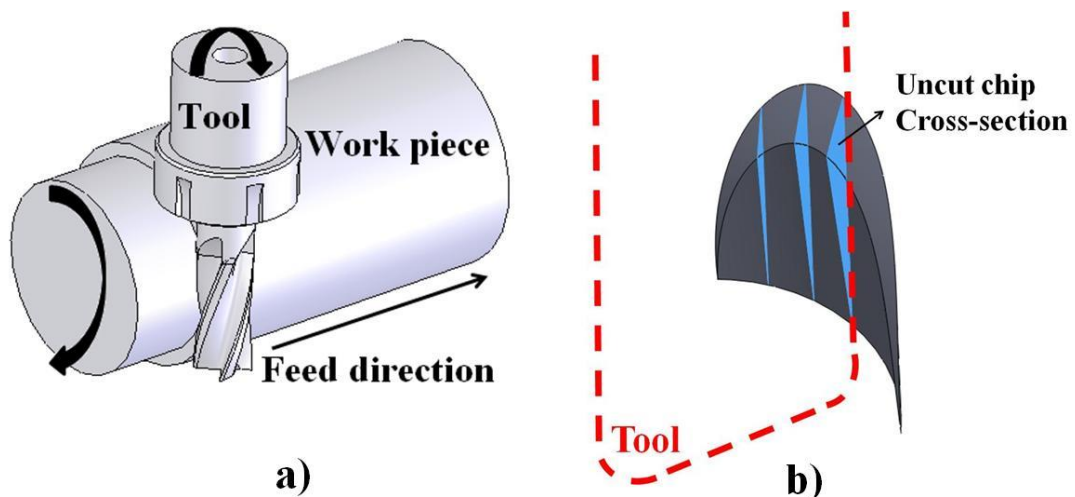 Tool
Work piece
Feed direction
a)
Uncut chip
Cross-section
Tool
b)